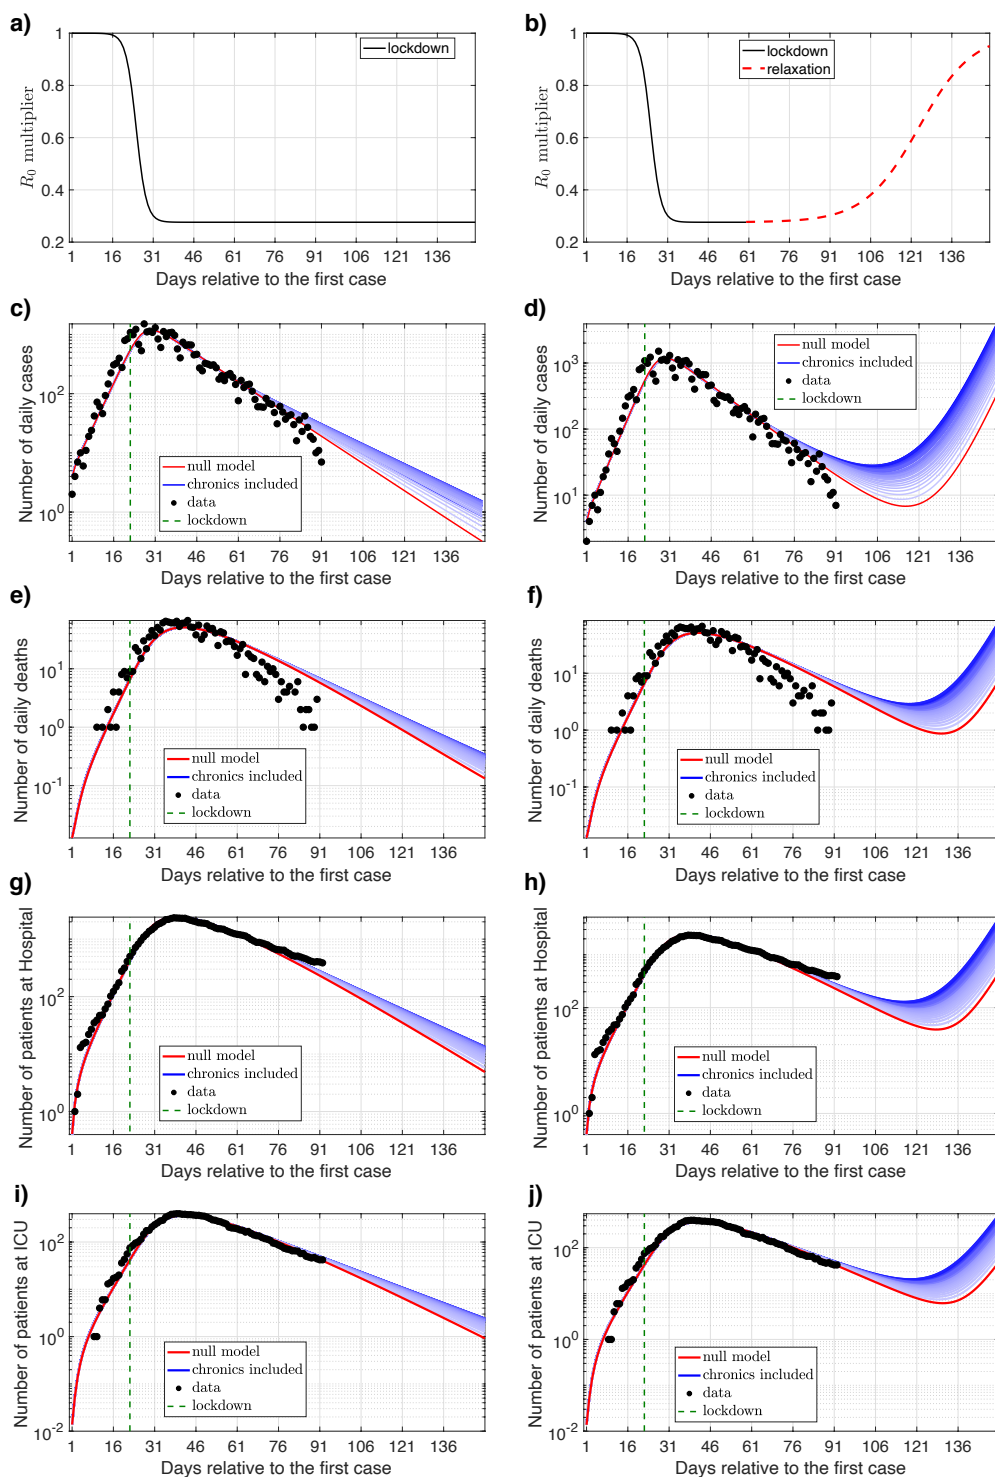 a)
1
0.8
0.6
0.4
0.2
R0 multiplier
lockdown
1 16 31 46 61 76 91 106 121 136
Days relative to the first case
b)
1
0.8
0.6
0.4
0.2
R0 multiplier
lockdown
relaxation
1 16 31 46 61 76 91 106 121 136
Days relative to the first case
c)
10^2
10^0
Number of daily cases
null model
chronics included
data
lockdown
1 16 31 46 61 76 91 106 121 136
Days relative to the first case
d)
10^3
10^2
10^1
Number of daily cases
null model
chronics included
data
lockdown
1 16 31 46 61 76 91 106 121 136
Days relative to the first case
e)
10^1
10^0
10^-1
Number of daily deaths
null model
chronics included
data
lockdown
1 16 31 46 61 76 91 106 121 136
Days relative to the first case
f)
10^1
10^0
10^-1
Number of daily deaths
null model
chronics included
data
lockdown
1 16 31 46 61 76 91 106 121 136
Days relative to the first case
g)
10^2
10^0
Number of patients at Hospital
null model
chronics included
data
lockdown
1 16 31 46 61 76 91 106 121 136
Days relative to the first case
h)
10^2
10^0
Number of patients at Hospital
null model
chronics included
data
lockdown
1 16 31 46 61 76 91 106 121 136
Days relative to the first case
i)
10^2
10^0
10^-2
Number of patients at ICU
null model
chronics included
data
lockdown
1 16 31 46 61 76 91 106 121 136
Days relative to the first case
j)
10^2
10^0
10^-2
Number of patients at ICU
null model
chronics included
data
lockdown
1 16 31 46 61 76 91 106 121 136
Days relative to the first case